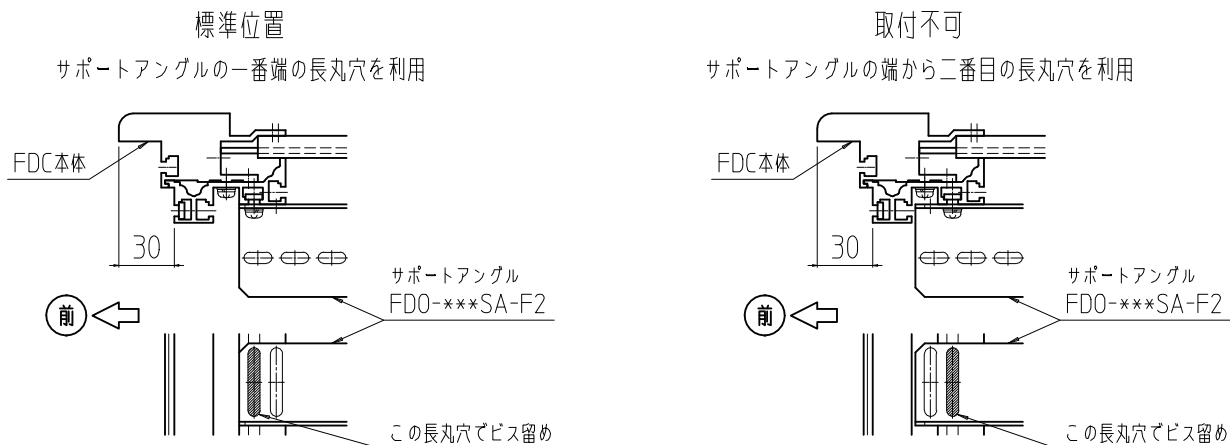 標準位置
サポートアングルの一番端の長丸穴を利用
FDC本体
30
サポートアングル
FDO-***SA-F2
前
この長丸穴でビス留め
取付不可
サポートアングルの端から二番目の長丸穴を利用
FDC本体
30
サポートアングル
FDO-***SA-F2
前
この長丸穴でビス留め